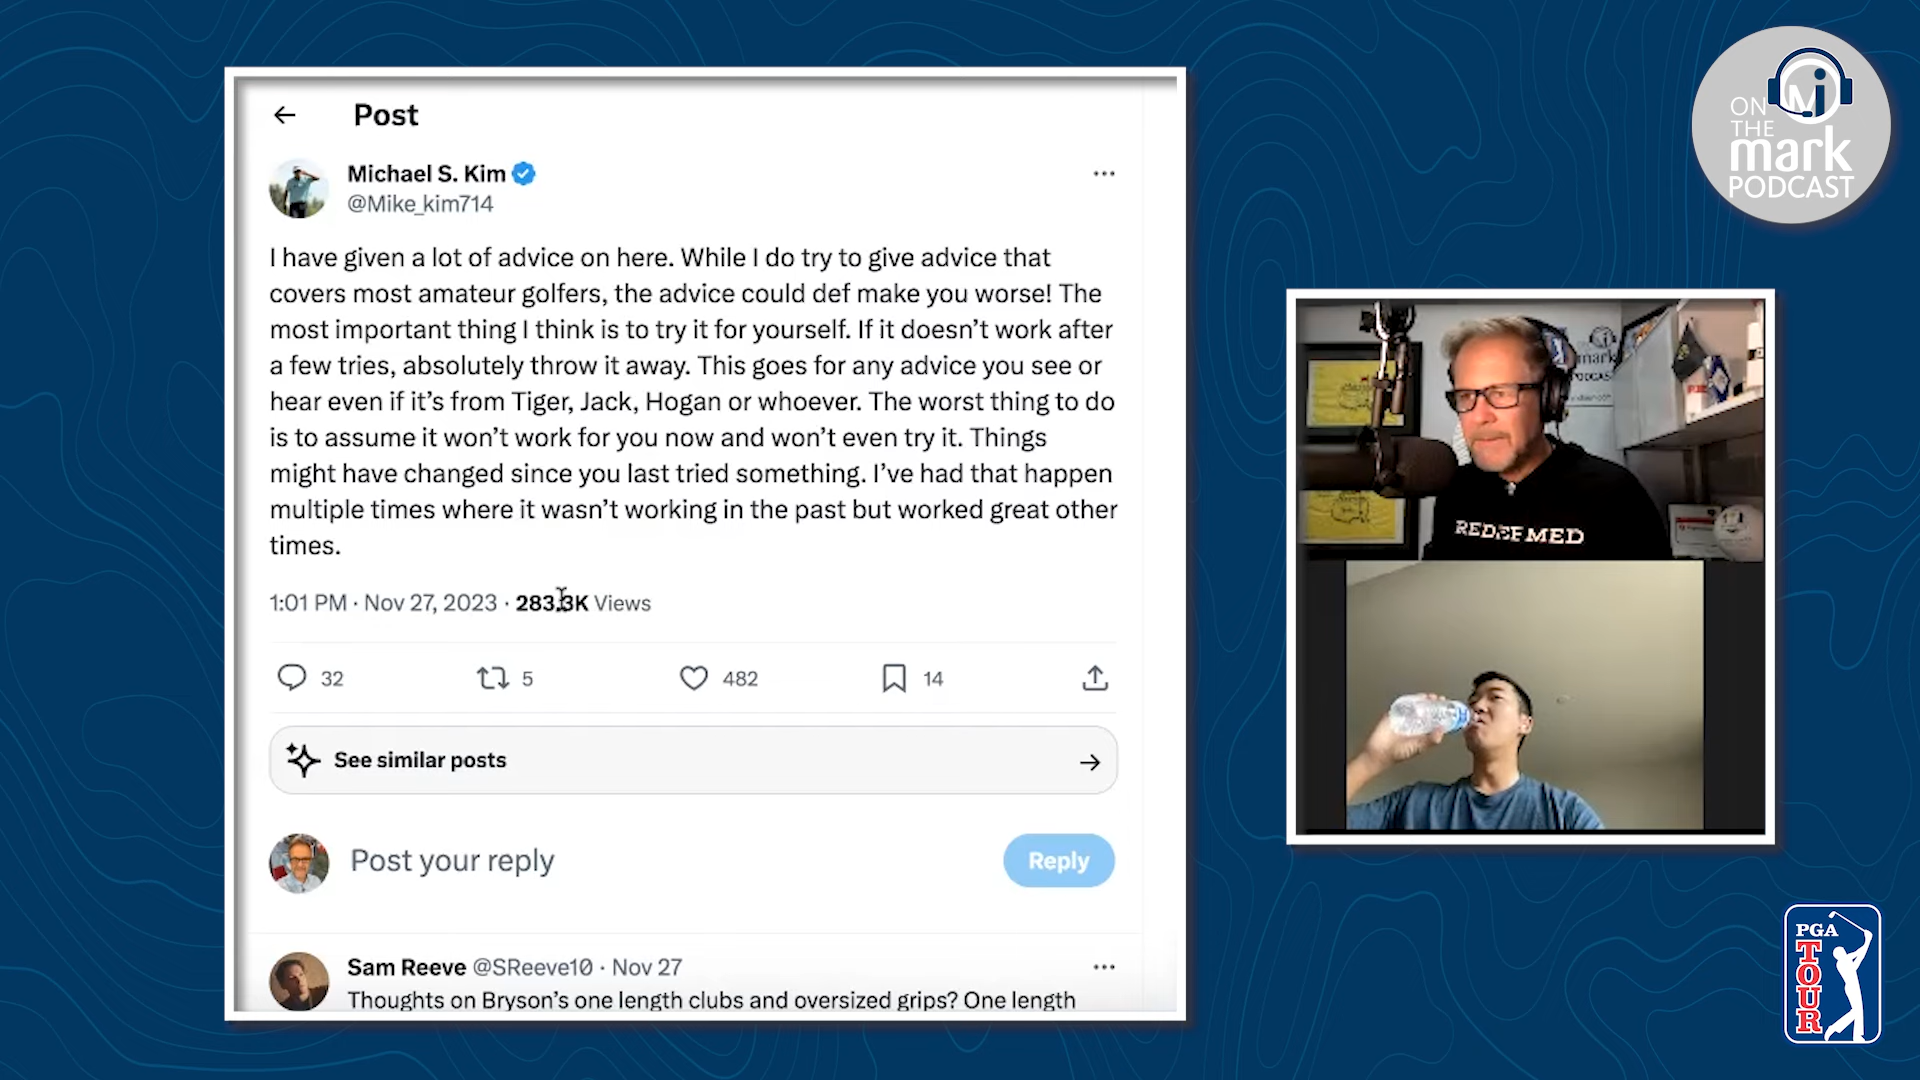 Post
Michael S. Kim
@Mike_kim714
I have given a lot of advice on here. While I do try to give advice that
covers most amateur golfers, the advice could def make you worse! The
most important thing I think is to try it for yourself. If it doesn’t work after
a few tries, absolutely throw it away. This goes for any advice you see or
hear even if it’s from Tiger, Jack, Hogan or whoever. The worst thing to do
is to assume it won’t work for you now and won’t even try it. Things
might have changed since you last tried something. I’ve had that happen
multiple times where it wasn’t working in the past but worked great other
times.
1:01 PM · Nov 27, 2023 · 283.3K Views
32 5 482 14
See similar posts
Post your reply
Reply
Sam Reeve @SReeve10 · Nov 27
Thoughts on Bryson’s one length clubs and oversized grips? One length
ON
THE
mark
PODCAST
mark
PODCAS
REDEEMED
PGA
TOUR